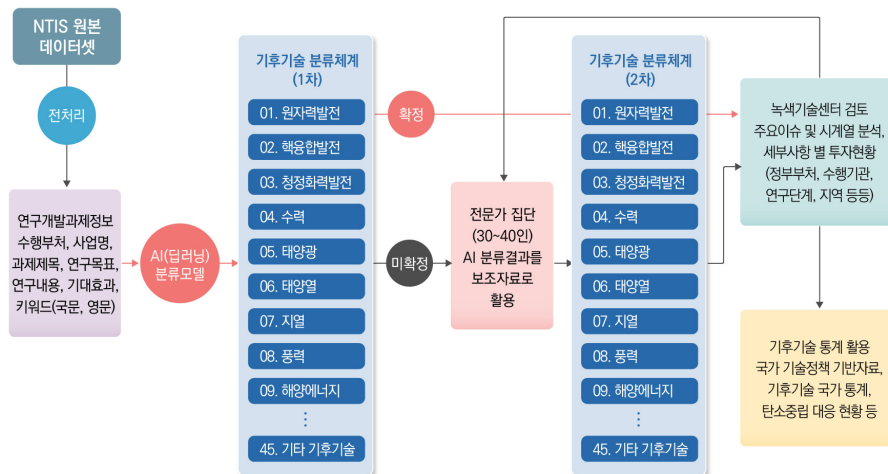 NTIS 원본
데이터셋
전처리
연구개발과제정보
수행부처, 사업명,
과제제목, 연구목표,
연구내용, 기대효과,
키워드(국문, 영문)
AI(딥러닝)
분류모델
기후기술 분류체계
(1차)
01. 원자력발전
02. 핵융합발전
03. 청정화력발전
04. 수력
05. 태양광
06. 태양열
07. 지열
08. 풍력
09. 해양에너지
⋮
45. 기타 기후기술
확정
미확정
전문가 집단
(30~40인)
AI 분류결과를
보조자료로
활용
기후기술 분류체계
(2차)
01. 원자력발전
02. 핵융합발전
03. 청정화력발전
04. 수력
05. 태양광
06. 태양열
07. 지열
08. 풍력
09. 해양에너지
⋮
45. 기타 기후기술
녹색기술센터 검토
주요이슈 및 시계열 분석,
세부사항 별 투자현황
(정부부처, 수행기관,
연구단계, 지역 등등)
기후기술 통계 활용
국가 기술정책 기반자료,
기후기술 국가 통계,
탄소중립 대응 현황 등